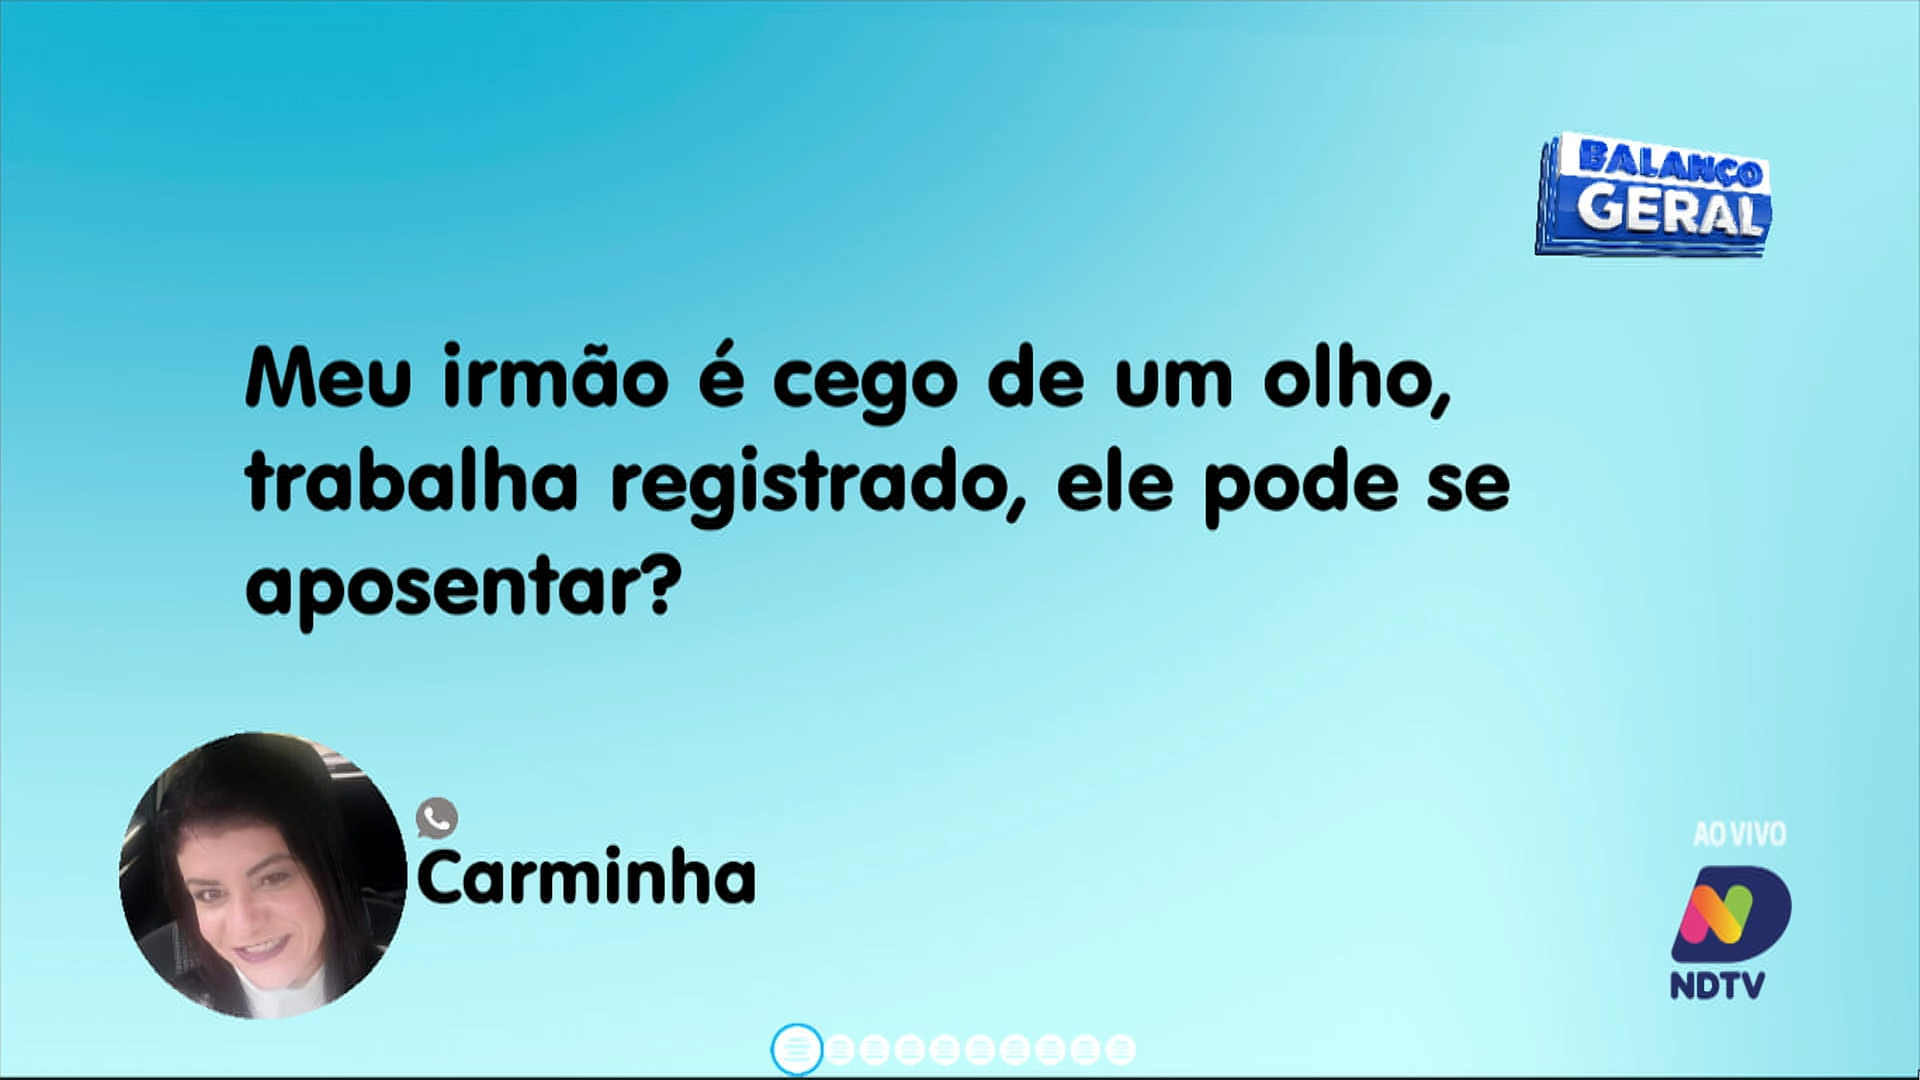 BALANÇO
GERAL
Meu irmão é cego de um olho,
trabalha registrado, ele pode se
aposentar?
Carminha
AO VIVO
NDTV